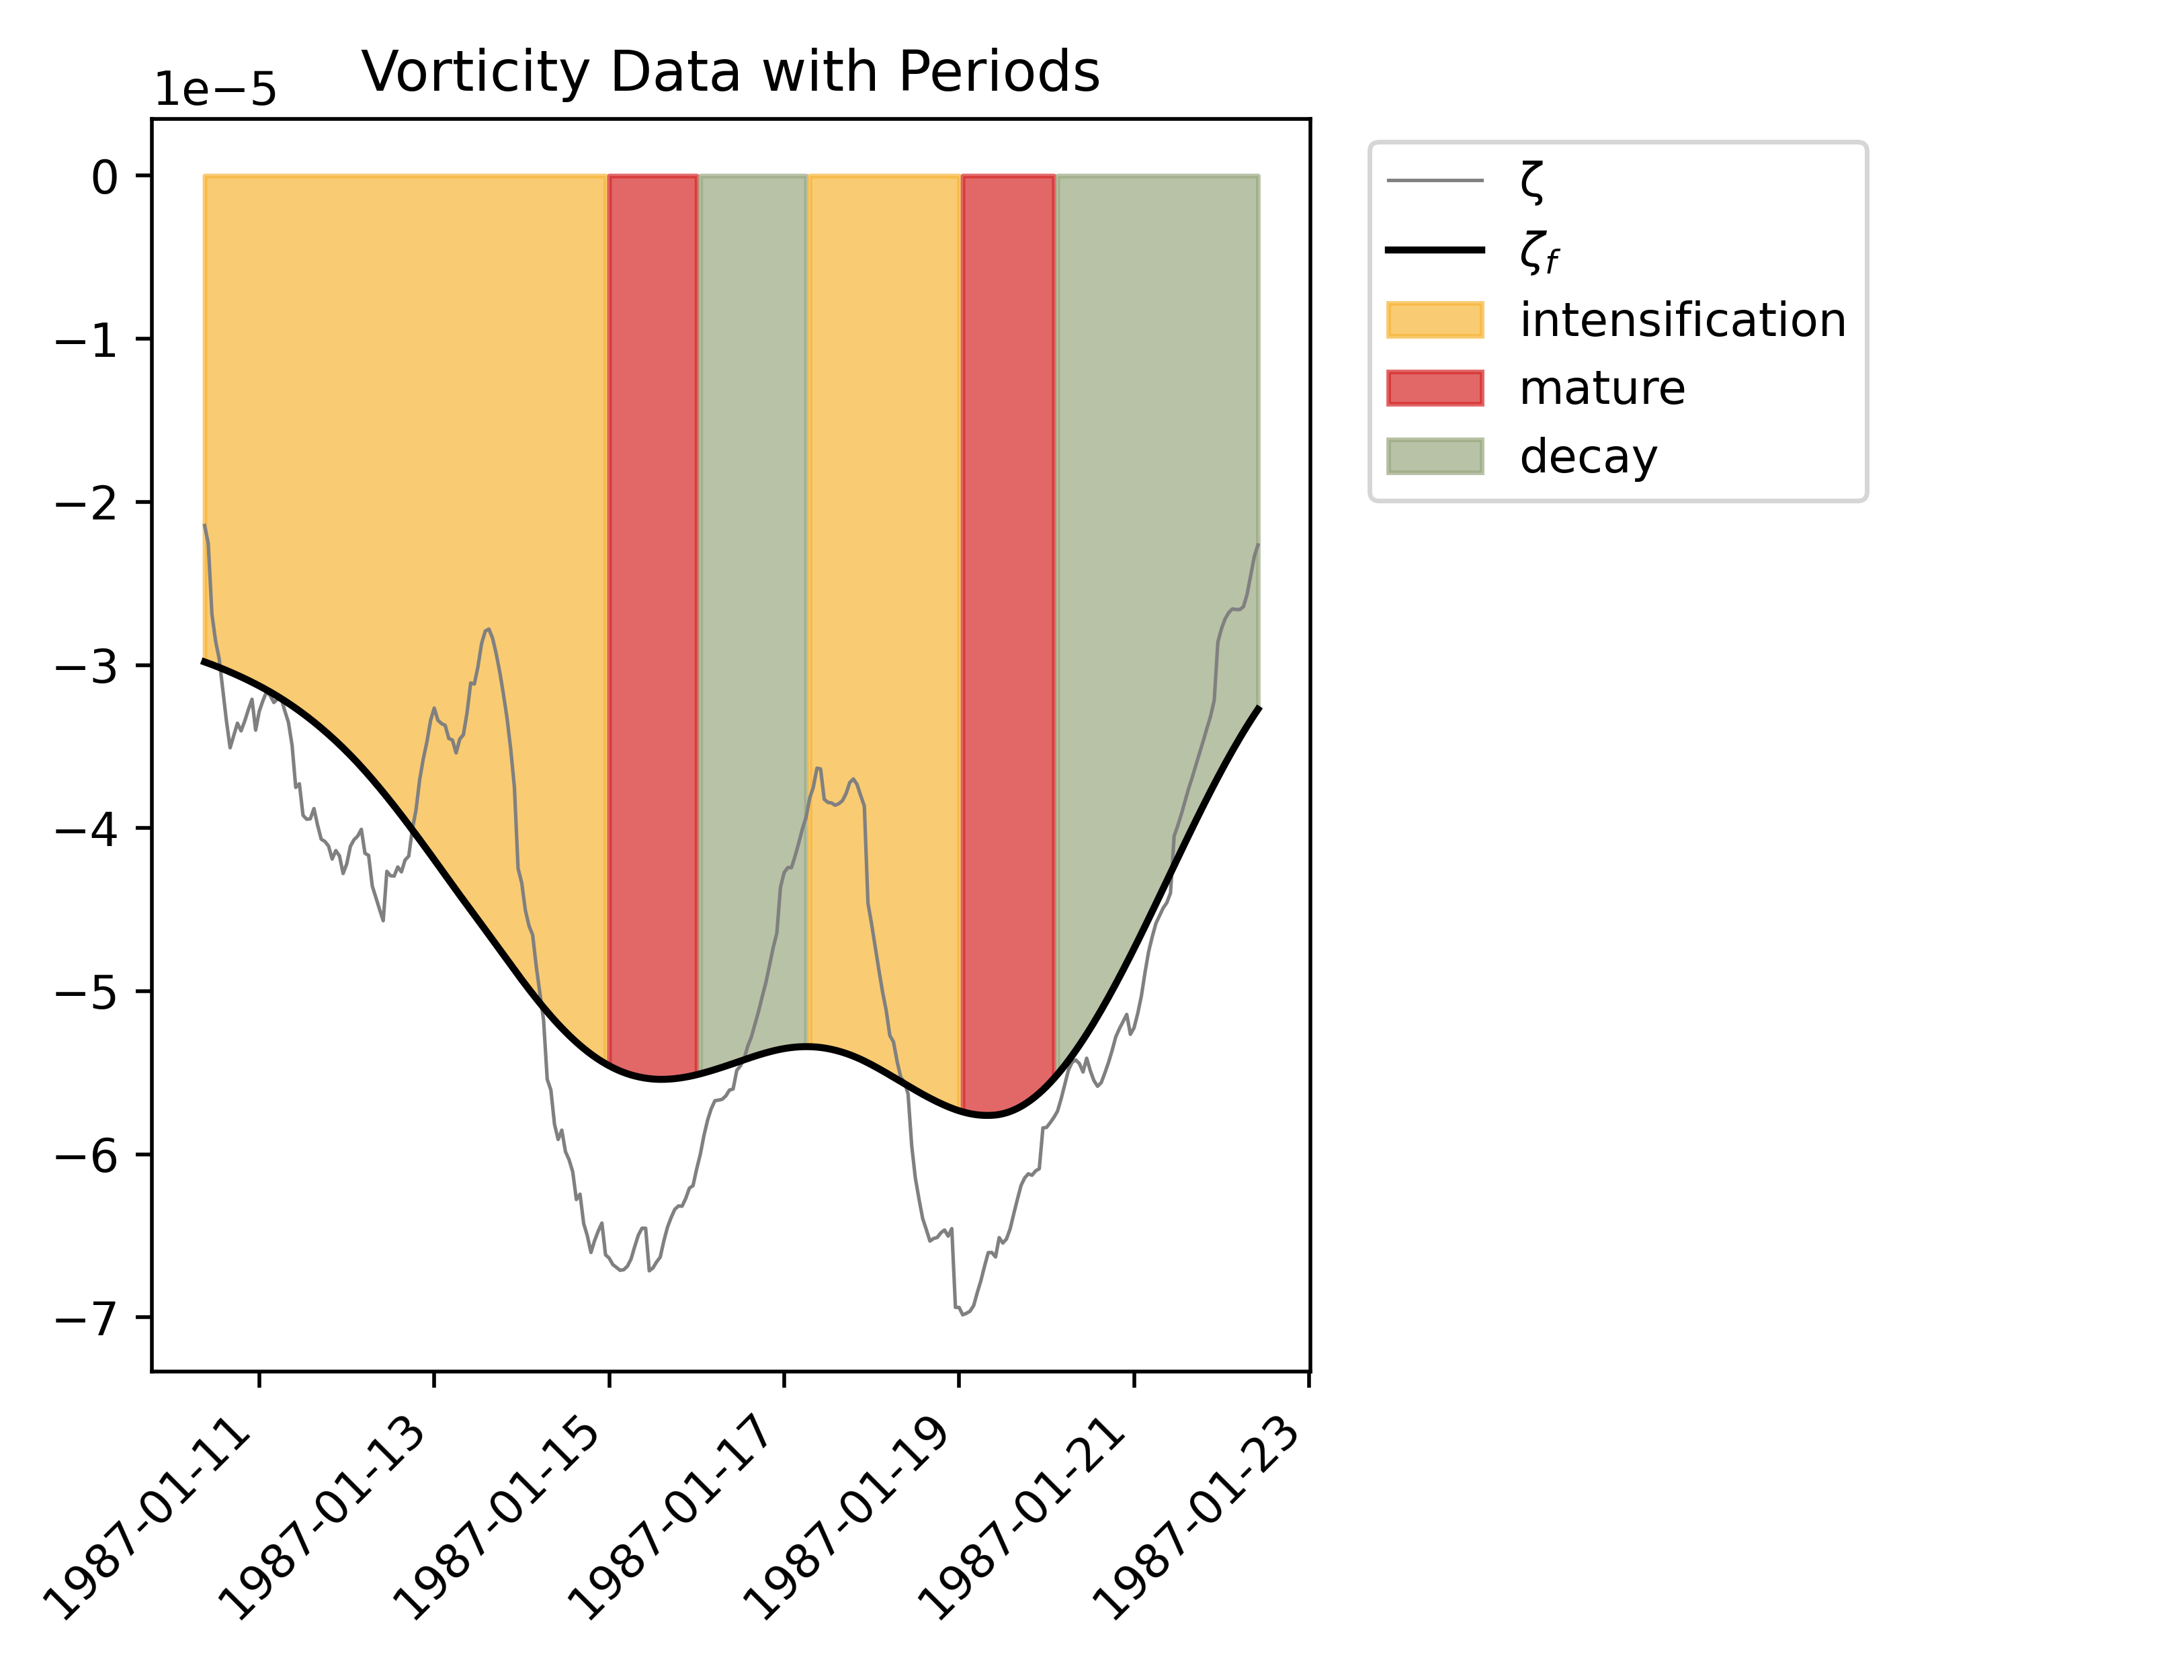 Vorticity Data with Periods
1e−5
0
−1
−2
−3
−4
−5
−6
−7
1987-01-11
1987-01-13
1987-01-15
1987-01-17
1987-01-19
1987-01-21
1987-01-23
ζ
ζf
intensification
mature
decay